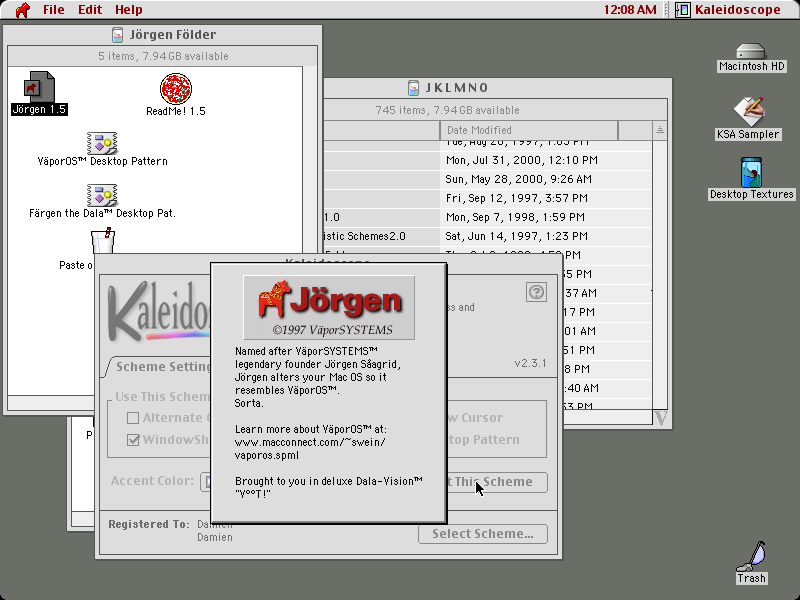 File Edit Help
12:08 AM Kaleidoscope
Jörgen Földer
5 items, 7.94 GB available
Jörgen 1.5
ReadMe! 1.5
YäporOS™ Desktop Pattern
Färgen the Dala™ Desktop Pat.
Paste
JKLMNO
745 items, 7.94 GB available
Date Modified
Tue, Aug 26, 1997, 1:03 PM
Mon, Jul 31, 2000, 12:10 PM
Sun, May 28, 2000, 9:26 AM
Fri, Sep 12, 1997, 3:57 PM
1.0 Mon, Sep 7, 1998, 1:59 PM
istic Schemes2.0 Sat, Jun 14, 1997, 1:23 PM
35 PM
37 AM
17 PM
01 AM
51 PM
8 PM
:40 AM
53 PM
Macintosh HD
KSA Sampler
Desktop Textures
Trash
Kaleidoscope
Kaleido
ss and
v2.3.1
Scheme Setting
Use This Schem
Alternate
w Cursor
WindowSh
top Pattern
Accent Color:
t This Scheme
Registered To: Damien
Damien
Select Scheme...
Jörgen
©1997 VäporSYSTEMS
Named after YäporSYSTEMS™
legendary founder Jörgen Såagrid,
Jörgen alters your Mac OS so it
resembles YäporOS™.
Sorta.
Learn more about YäporOS™ at:
www.macconnect.com/~swein/
vaporos.spml
Brought to you in deluxe Dala-Vision™
"Y°°T!"